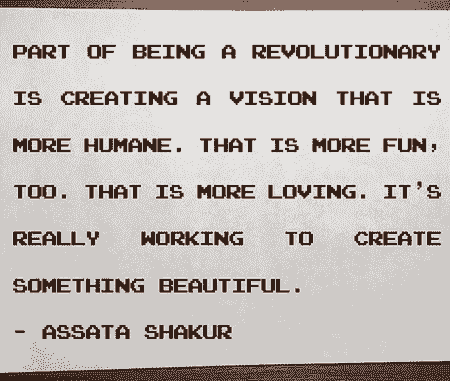 PART OF BEING A REVOLUTIONARY
IS CREATING A VISION THAT IS
MORE HUMANE. THAT IS MORE FUN,
TOO. THAT IS MORE LOVING. IT'S
REALLY WORKING TO CREATE
SOMETHING BEAUTIFUL.
- ASSATA SHAKUR